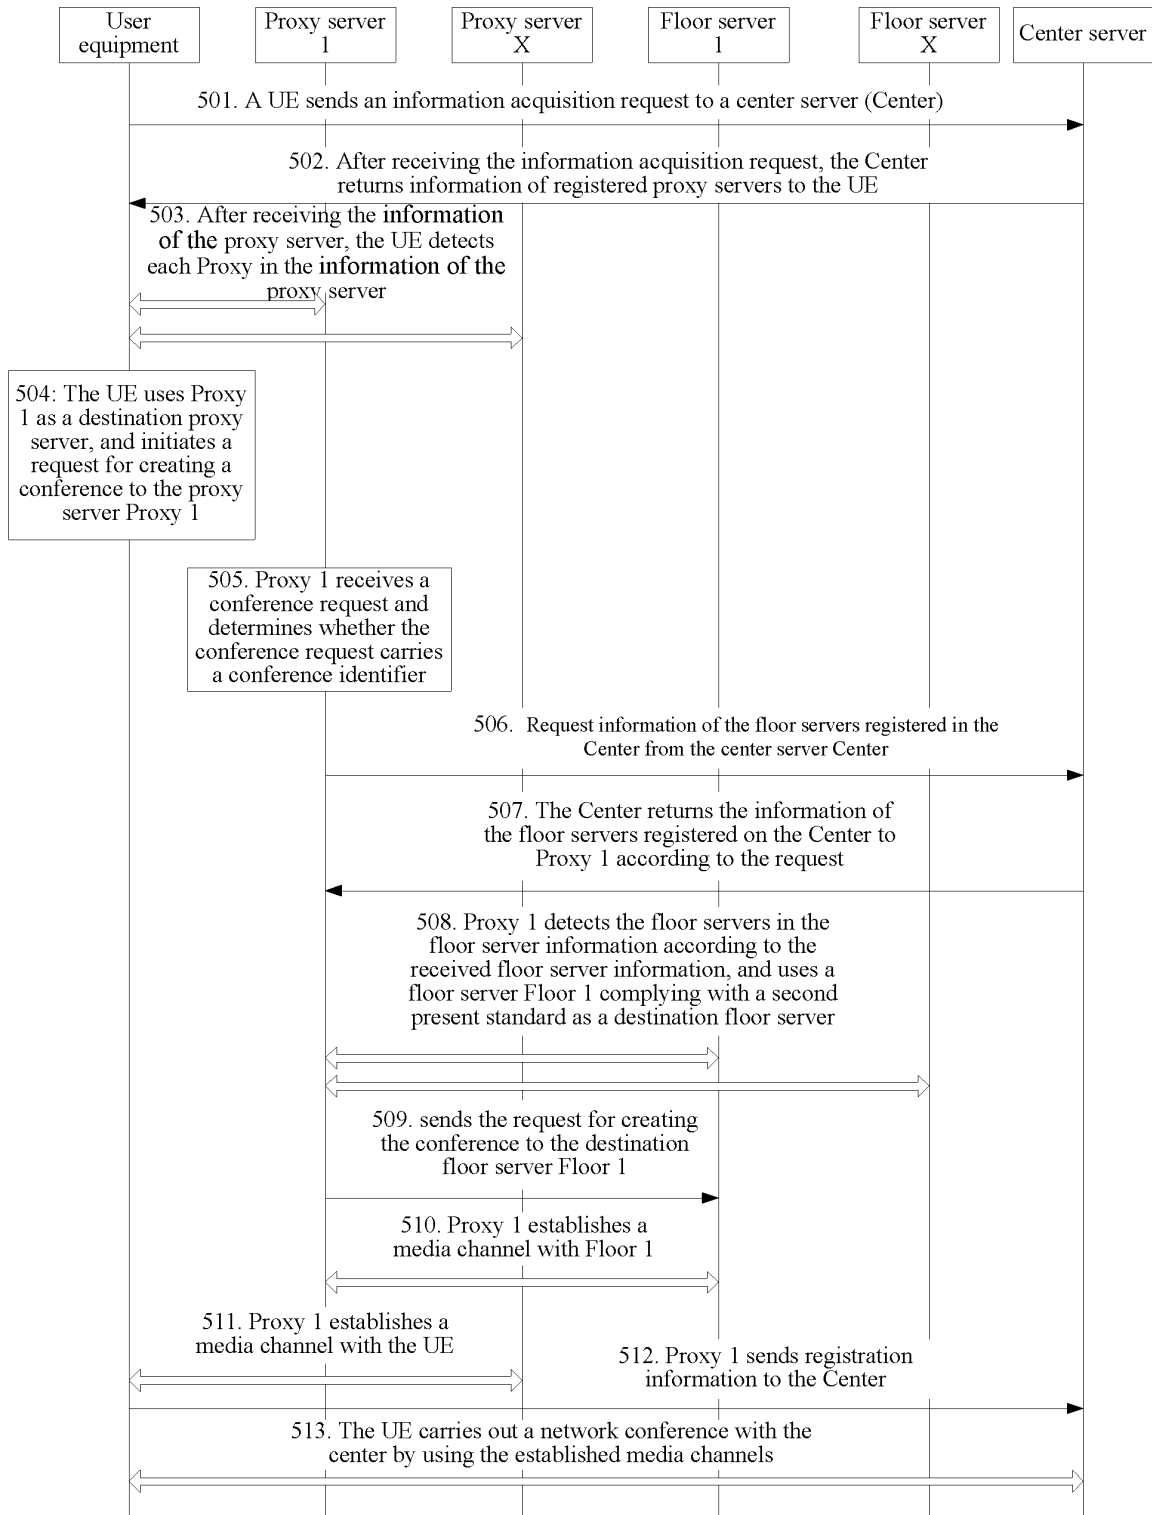 User
equipment
Proxy server
1
Proxy server
X
Floor server
1
Floor server
X
Center server
501. A UE sends an information acquisition request to a center server (Center)
502. After receiving the information acquisition request, the Center
returns information of registered proxy servers to the UE
503. After receiving the information
of the proxy server, the UE detects
each Proxy in the information of the
proxy server
504: The UE uses Proxy
1 as a destination proxy
server, and initiates a
request for creating a
conference to the proxy
server Proxy 1
505. Proxy 1 receives a
conference request and
determines whether the
conference request carries
a conference identifier
506. Request information of the floor servers registered in the
Center from the center server Center
507. The Center returns the information of
the floor servers registered on the Center to
Proxy 1 according to the request
508. Proxy 1 detects the floor servers in the
floor server information according to the
received floor server information, and uses a
floor server Floor 1 complying with a second
present standard as a destination floor server
509. sends the request for creating
the conference to the destination
floor server Floor 1
510. Proxy 1 establishes a
media channel with Floor 1
511. Proxy 1 establishes a
media channel with the UE
512. Proxy 1 sends registration
information to the Center
513. The UE carries out a network conference with the
center by using the established media channels